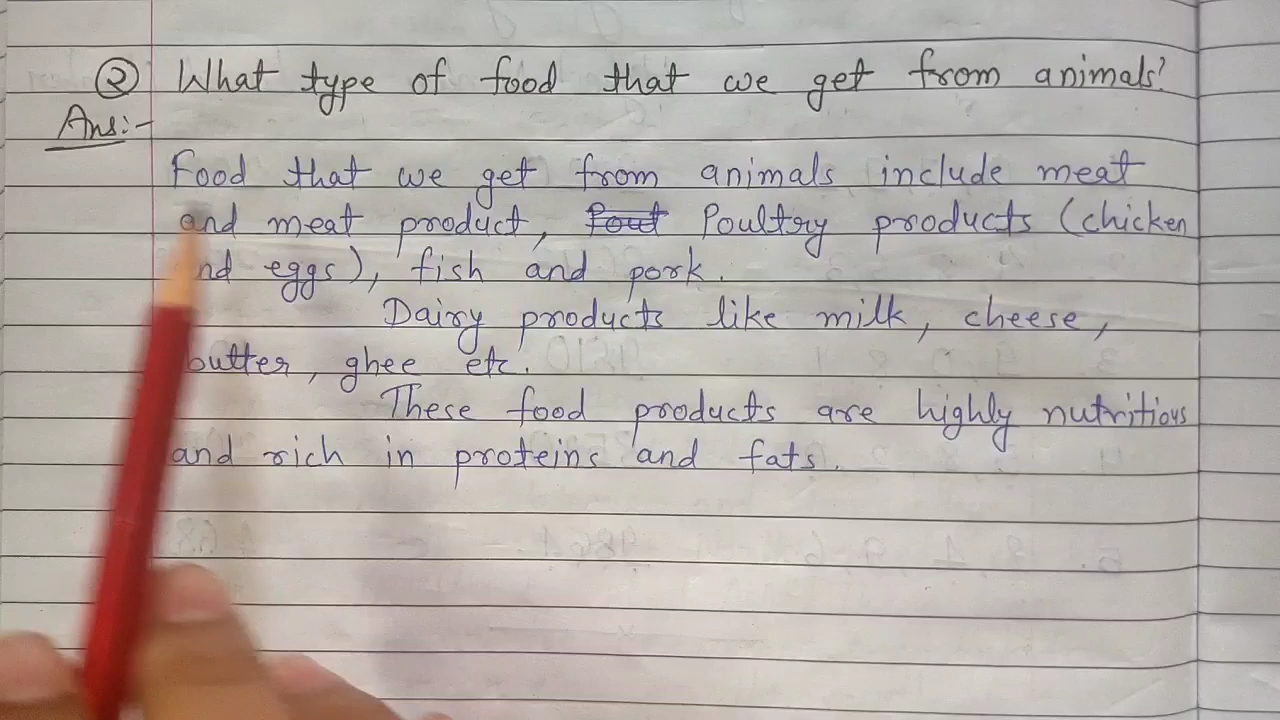 ② What type of food that we get from animals?
Ans:-
Food that we get from animals include meat
and meat product, Pout Poultry products (chicken
and eggs), fish and pork.
Dairy products like milk, cheese,
butter, ghee etc.
These food products are highly nutritious
and rich in proteins and fats.